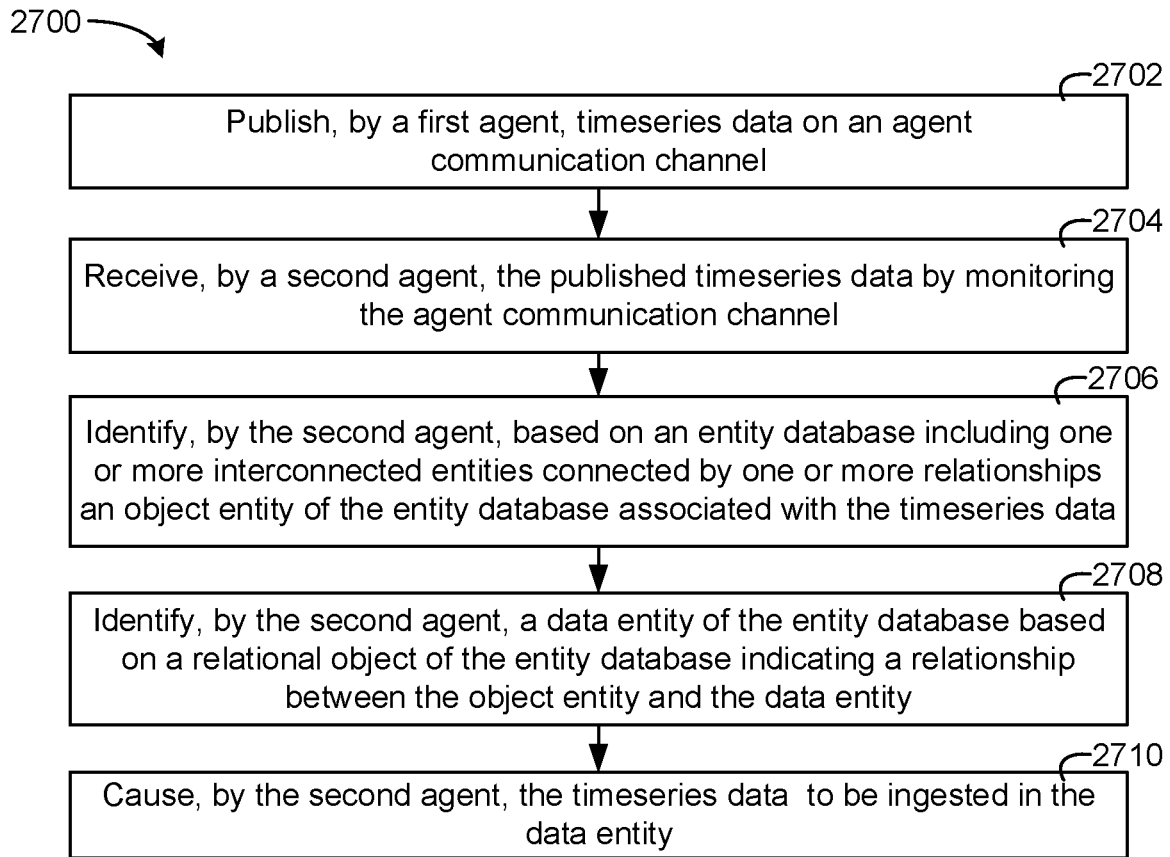 2700
2702
Publish, by a first agent, timeseries data on an agent
communication channel
2704
Receive, by a second agent, the published timeseries data by monitoring
the agent communication channel
2706
Identify, by the second agent, based on an entity database including one
or more interconnected entities connected by one or more relationships
an object entity of the entity database associated with the timeseries data
2708
Identify, by the second agent, a data entity of the entity database based
on a relational object of the entity database indicating a relationship
between the object entity and the data entity
2710
Cause, by the second agent, the timeseries data to be ingested in the
data entity